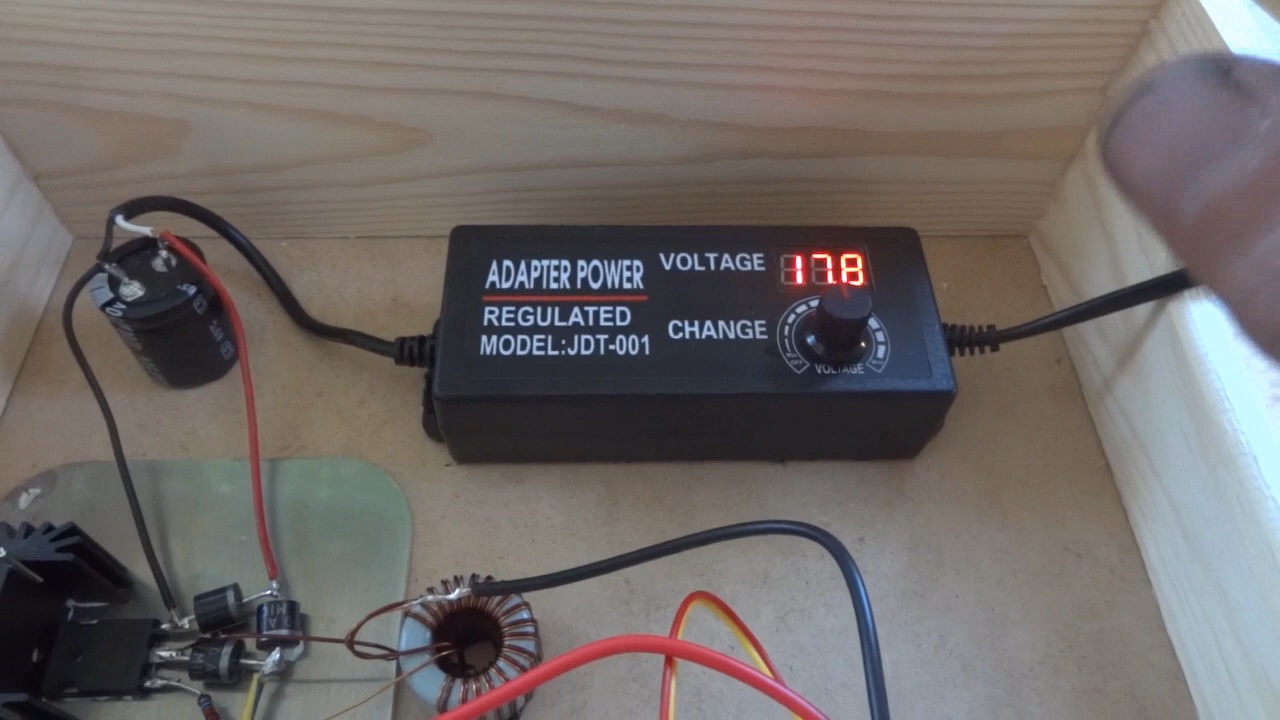 ADAPTER POWER
REGULATED
MODEL:JDT-001
VOLTAGE
17.8
CHANGE
VOLTAGE